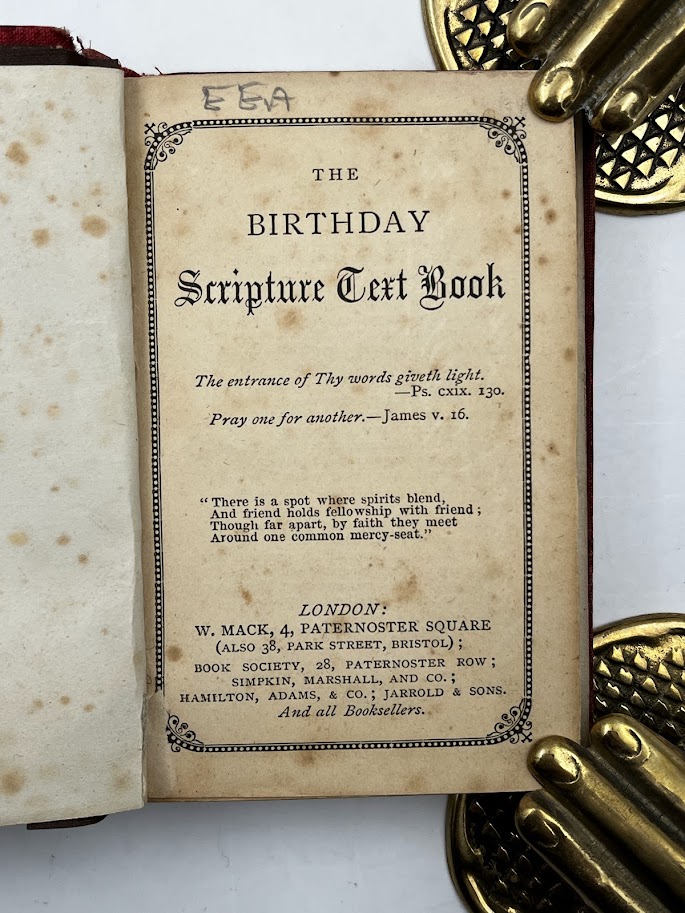 EEA
THE
BIRTHDAY
Scripture Text Book
The entrance of Thy words giveth light.
—Ps. cxix. 130.
Pray one for another.—James v. 16.
“There is a spot where spirits blend,
And friend holds fellowship with friend;
Though far apart, by faith they meet
Around one common mercy-seat.”
LONDON:
W. MACK, 4, PATERNOSTER SQUARE
(ALSO 38, PARK STREET, BRISTOL);
BOOK SOCIETY, 28, PATERNOSTER ROW;
SIMPKIN, MARSHALL, AND CO.;
HAMILTON, ADAMS, & CO.; JARROLD & SONS.
And all Booksellers.